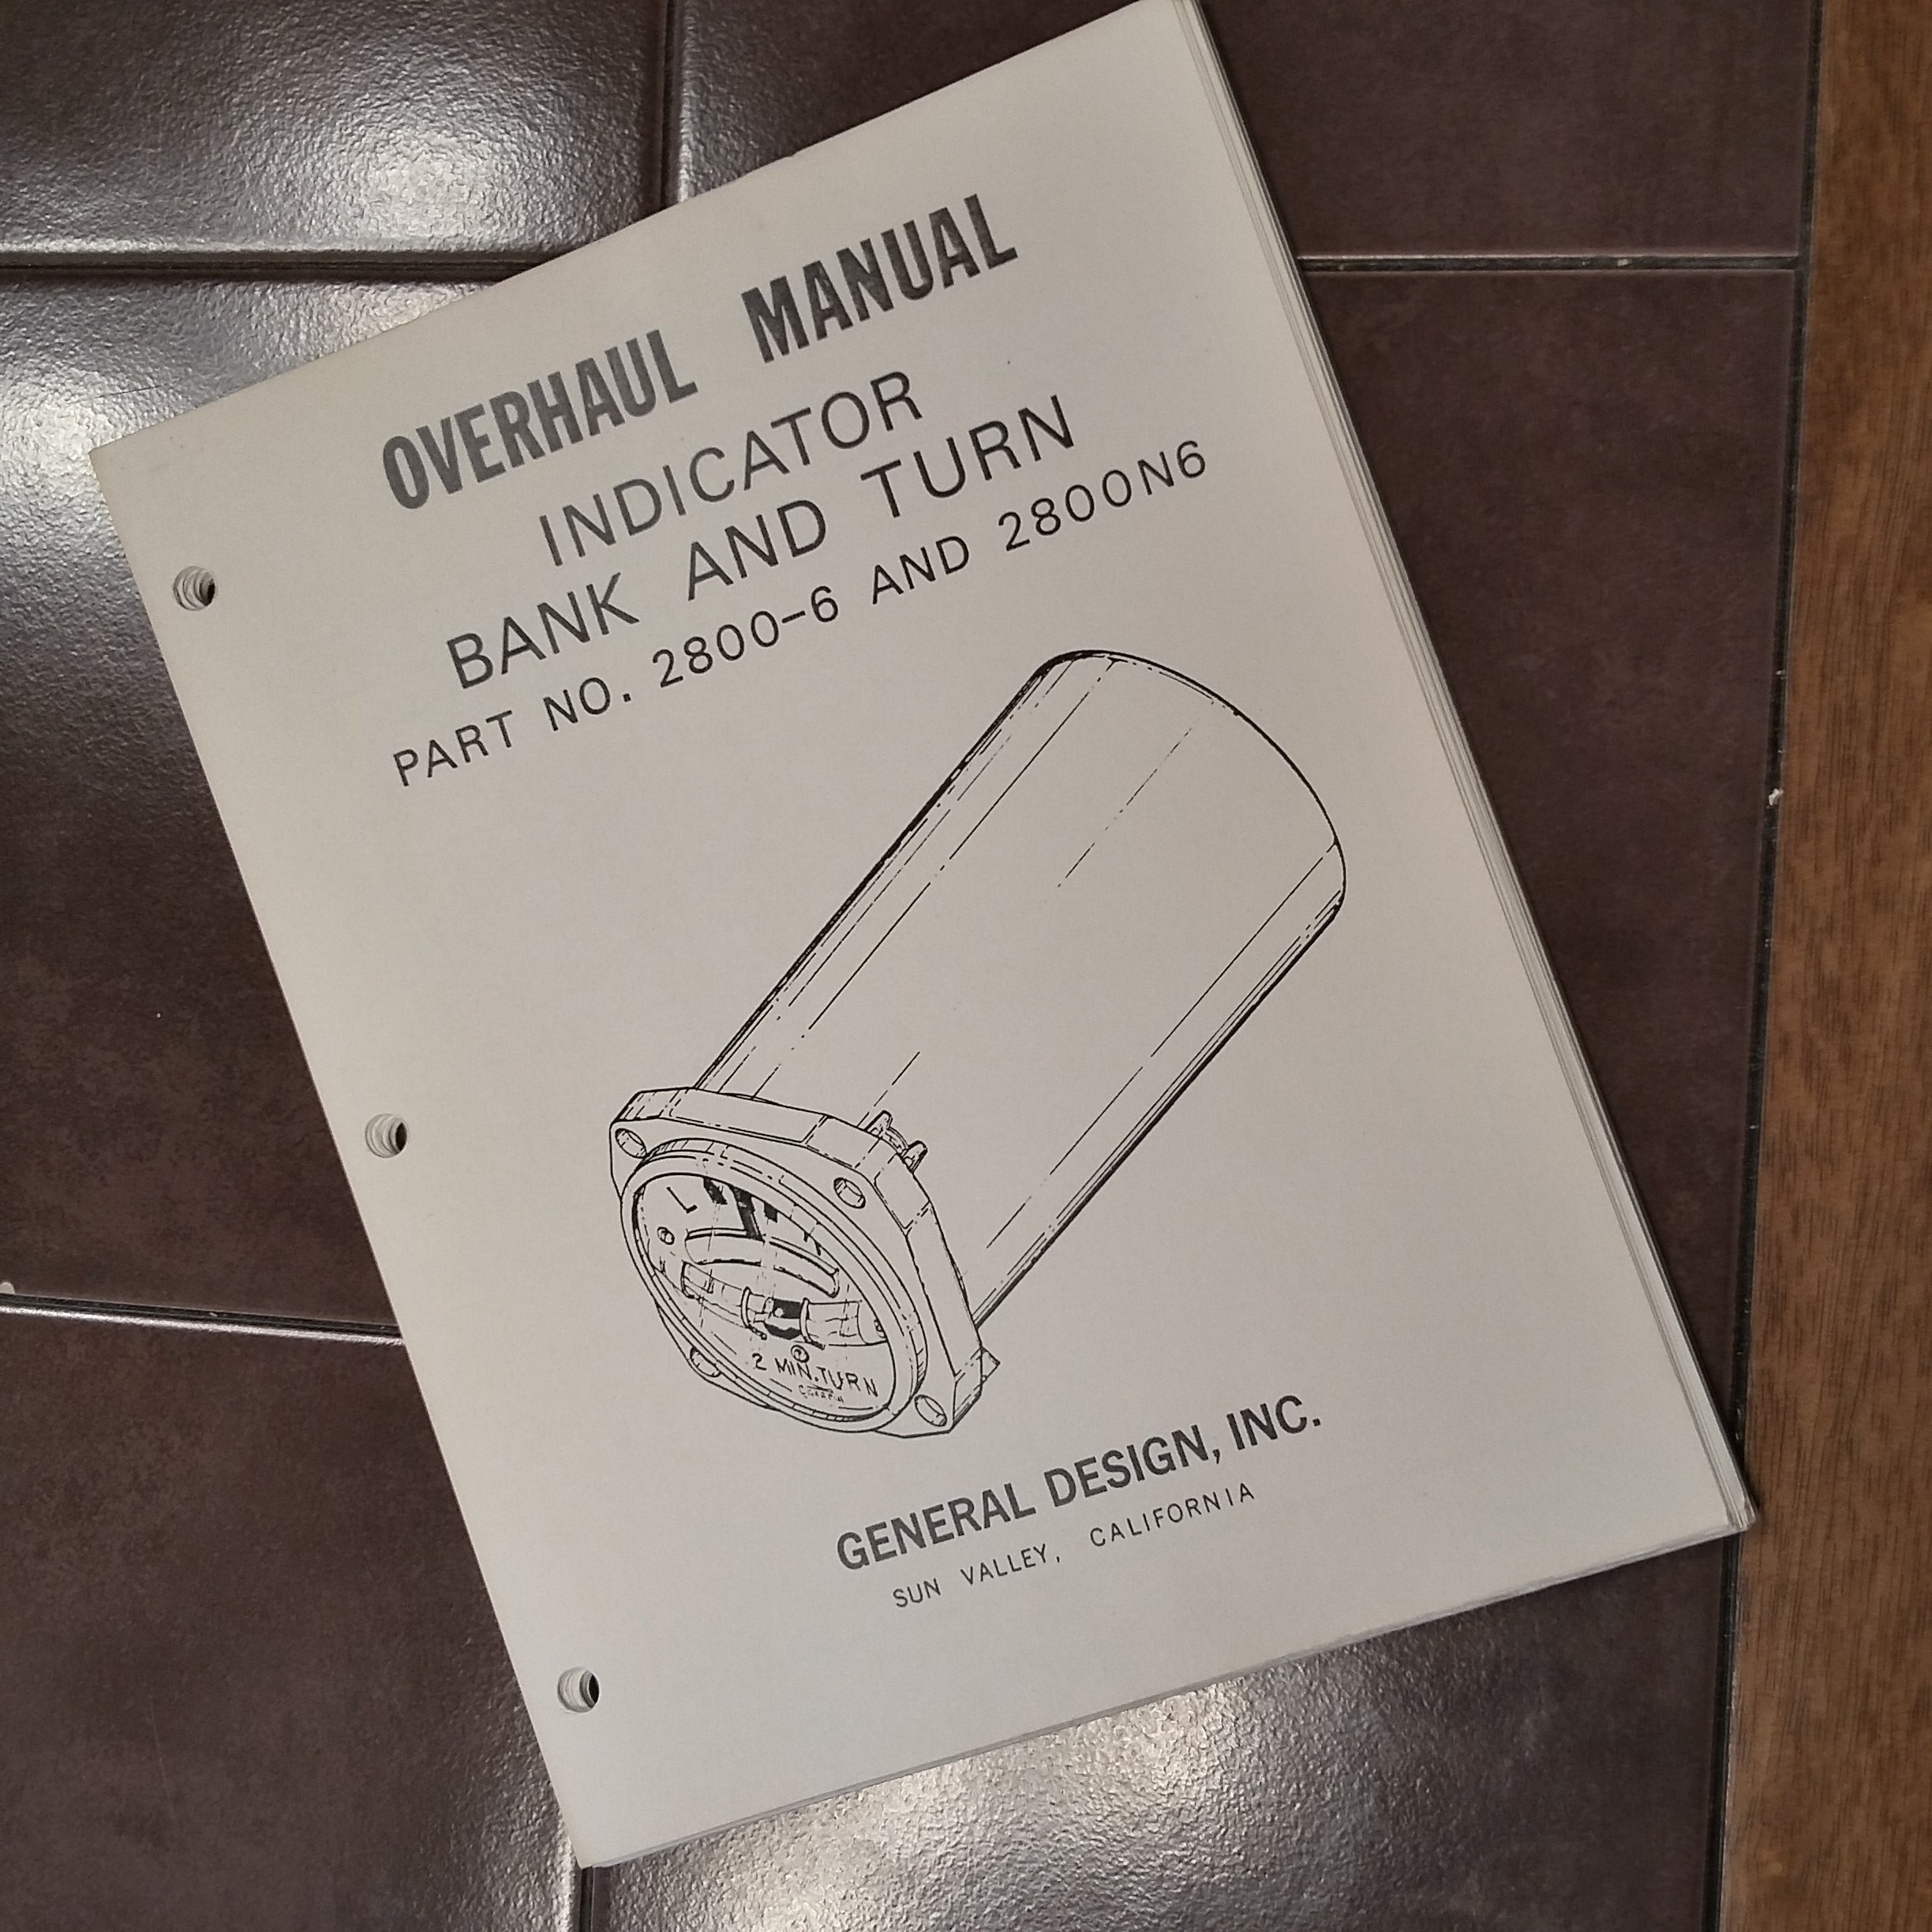 OVERHAUL MANUAL
INDICATOR
BANK AND TURN
PART NO. 2800-6 AND 2800N6
L
2 MIN. TURN
GENERAL DESIGN, INC.
SUN VALLEY, CALIFORNIA